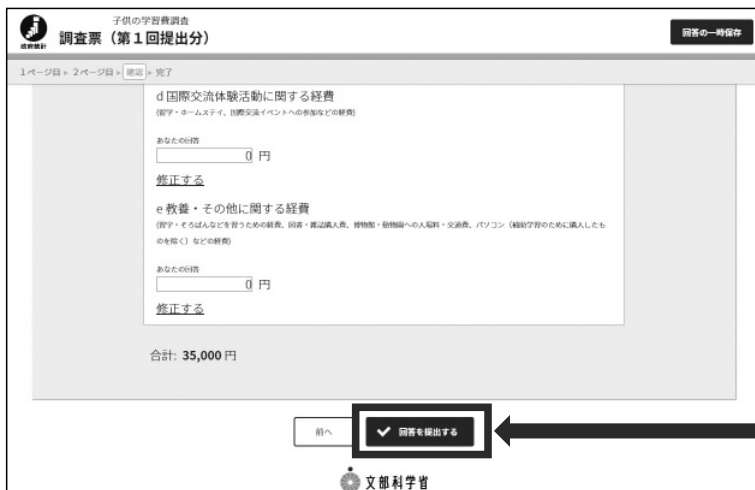 政府統計
子供の学習費調査
調査票（第１回提出分）
回答の一時保存
1ページ目 » 2ページ目 » 確認 » 完了
d 国際交流体験活動に関する経費
(留学・ホームステイ、国際交流イベントへの参加などの経費)
あなたの回答
0 円
修正する
e 教養・その他に関する経費
(習字・そろばんなどを習うための経費、図書・雑誌購入費、博物館・動物園への入場料・交通費、パソコン（補助学習のために購入したも
のを除く）などの経費)
あなたの回答
0 円
修正する
合計: 35,000 円
前へ
回答を提出する
文部科学省